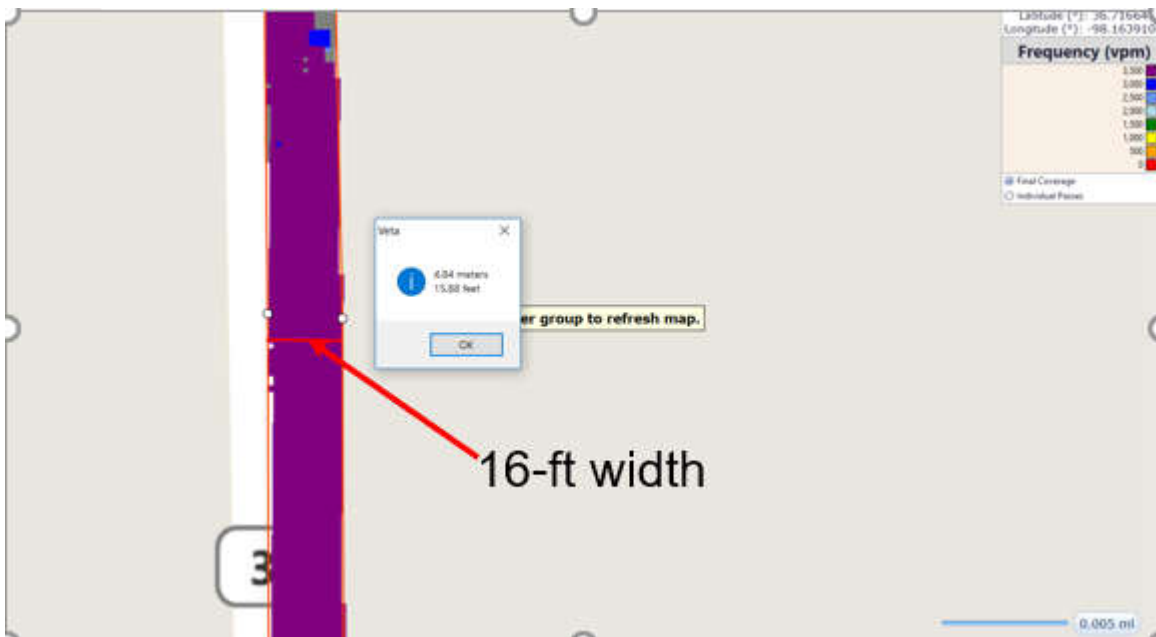 Latitude (°): 36.71664
Longitude (°): -98.163910
Frequency (vpm)
3,500
3,000
2,500
2,000
1,500
1,000
500
0
Final Coverage
Individual Passes
Veta
4.84 meters
15.88 feet
er group to refresh map.
OK
16-ft width
3
0.005 mi